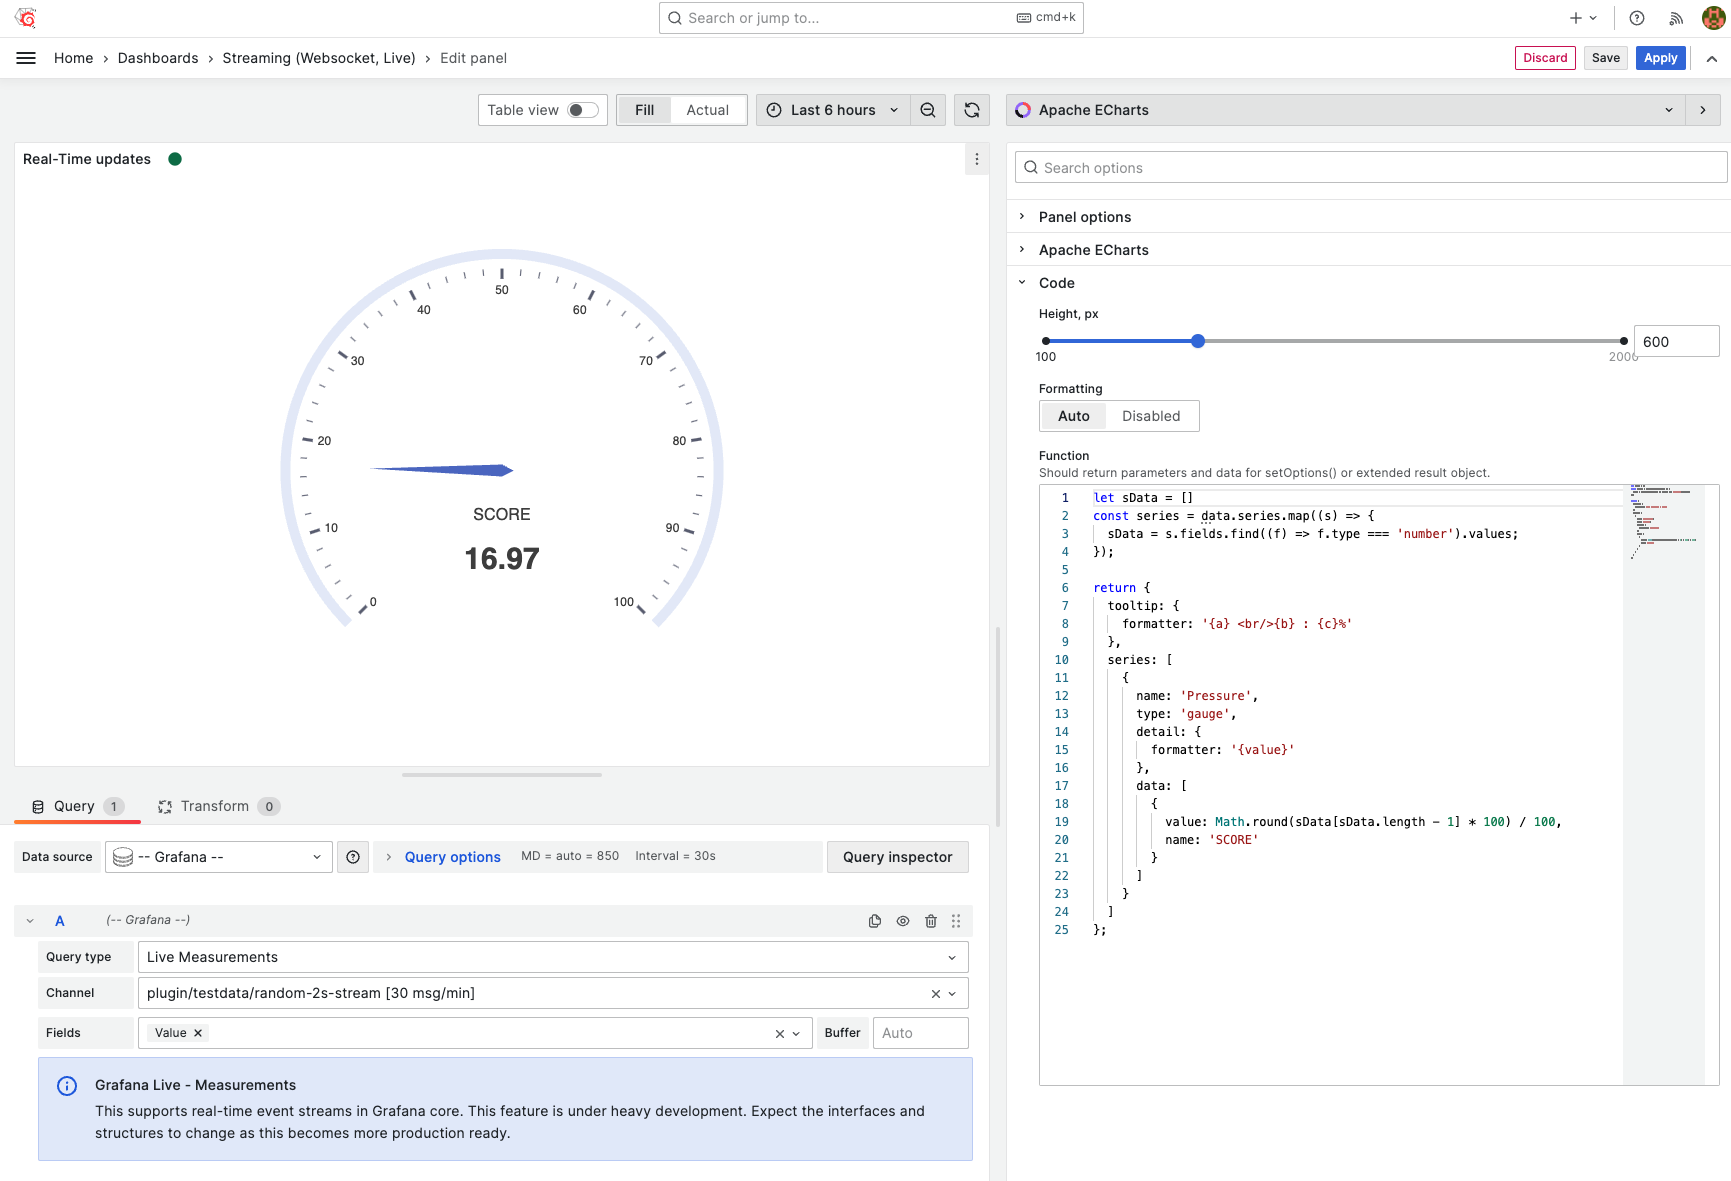 Search or jump to...
cmd+k
Home › Dashboards › Streaming (Websocket, Live) › Edit panel
Discard
Save
Apply
Table view
Fill
Actual
Last 6 hours
Apache ECharts
Real-Time updates
50
40
60
30
70
20
80
10
90
0
100
SCORE
16.97
Search options
Panel options
Apache ECharts
Code
Height, px
100
2000
600
Formatting
Auto
Disabled
Function
Should return parameters and data for setOptions() or extended result object.
1 let sData = []
2 const series = data.series.map((s) => {
3   sData = s.fields.find((f) => f.type === 'number').values;
4 });
5
6 return {
7   tooltip: {
8     formatter: '{a} <br/>{b} : {c}%'
9   },
10   series: [
11     {
12       name: 'Pressure',
13       type: 'gauge',
14       detail: {
15         formatter: '{value}'
16       },
17       data: [
18         {
19           value: Math.round(sData[sData.length - 1] * 100) / 100,
20           name: 'SCORE'
21         }
22       ]
23     }
24   ]
25 };
Query 1
Transform 0
Data source
-- Grafana --
Query options
MD = auto = 850
Interval = 30s
Query inspector
A
(-- Grafana --)
Query type
Live Measurements
Channel
plugin/testdata/random-2s-stream [30 msg/min]
Fields
Value
Buffer
Auto
Grafana Live - Measurements
This supports real-time event streams in Grafana core. This feature is under heavy development. Expect the interfaces and
structures to change as this becomes more production ready.